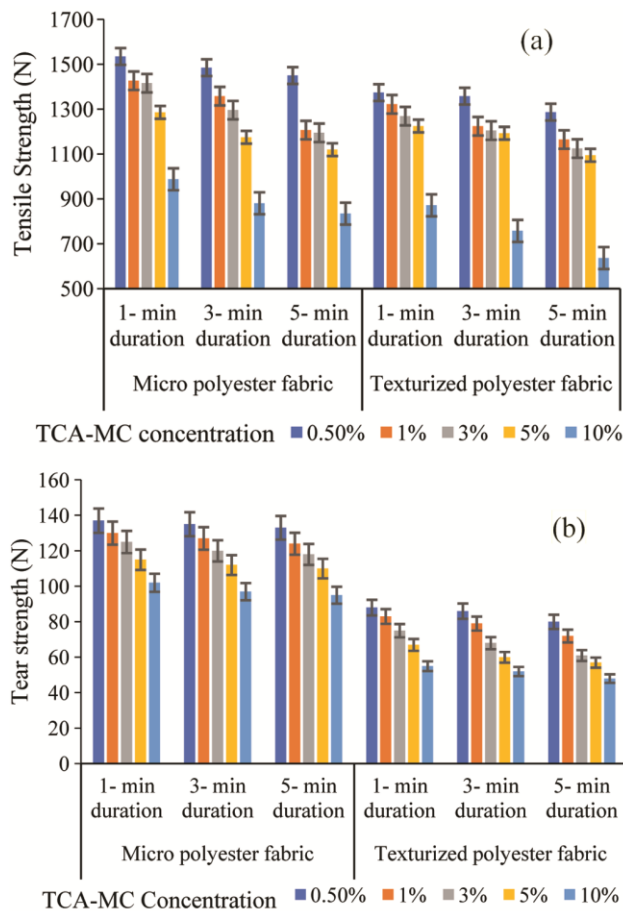 (a)
Tensile Strength (N)
1700
1500
1300
1100
900
700
500
1- min 3- min 5- min 1- min 3- min 5- min
duration duration duration duration duration duration
Micro polyester fabric Texturized polyester fabric
TCA-MC concentration 0.50% 1% 3% 5% 10%
(b)
Tear strength (N)
160
140
120
100
80
60
40
20
0
1- min 3- min 5- min 1- min 3- min 5- min
duration duration duration duration duration duration
Micro polyester fabric Texturized polyester fabric
TCA-MC Concentration 0.50% 1% 3% 5% 10%